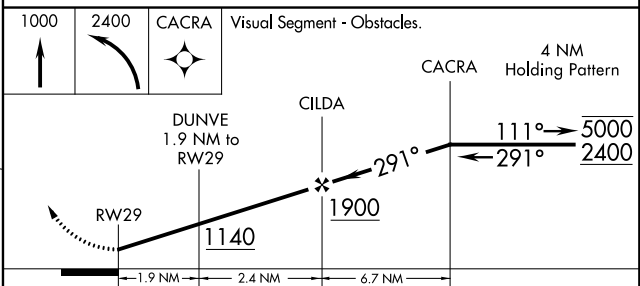 1000 2400 CACRA Visual Segment - Obstacles.
4 NM
Holding Pattern
CACRA
CILDA
DUNVE
1.9 NM to
RW29
111° 5000
291° 2400
291°
1900
RW29
1140
1.9 NM 2.4 NM 6.7 NM